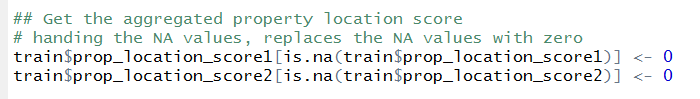 ## Get the aggregated property location score
# handing the NA values, replaces the NA values with zero
train$prop_location_score1[is.na(train$prop_location_score1)] <- 0
train$prop_location_score2[is.na(train$prop_location_score2)] <- 0